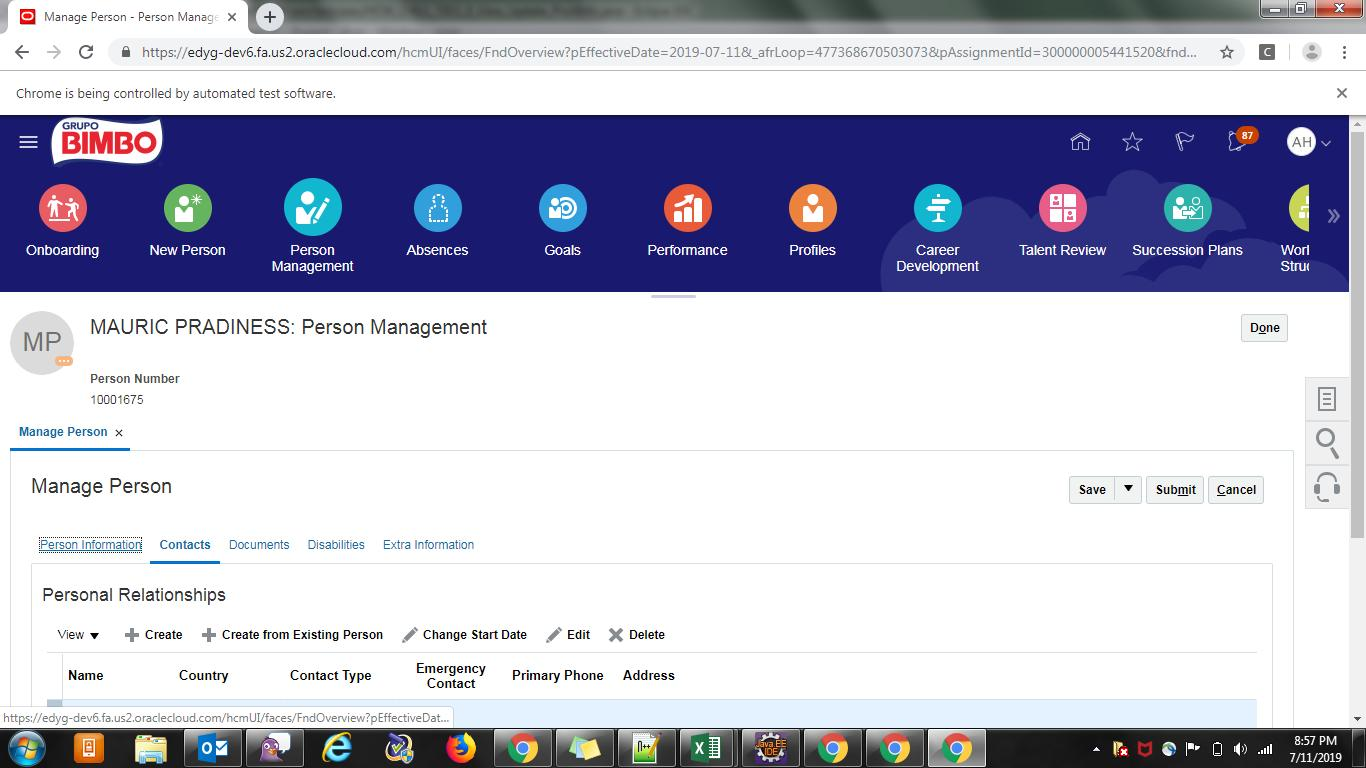 Manage Person - Person Manage
https://edyg-dev6.fa.us2.oraclecloud.com/hcmUI/faces/FndOverview?pEffectiveDate=2019-07-11&_afrLoop=477368670503073&pAssignmentId=300000005441520&fnd...
C
Chrome is being controlled by automated test software.
GRUPO
BIMBO
87
AH
Onboarding
New Person
Person
Management
Absences
Goals
Performance
Profiles
Career
Development
Talent Review
Succession Plans
Worl
Struc
MP
MAURIC PRADINESS: Person Management
Done
Person Number
10001675
Manage Person
Manage Person
Save
Submit
Cancel
Person Information
Contacts
Documents
Disabilities
Extra Information
Personal Relationships
View
Create
Create from Existing Person
Change Start Date
Edit
Delete
Name
Country
Contact Type
Emergency
Contact
Primary Phone
Address
https://edyg-dev6.fa.us2.oraclecloud.com/hcmUI/faces/FndOverview?pEffectiveDat...
Java EE
IDE
8:57 PM
7/11/2019